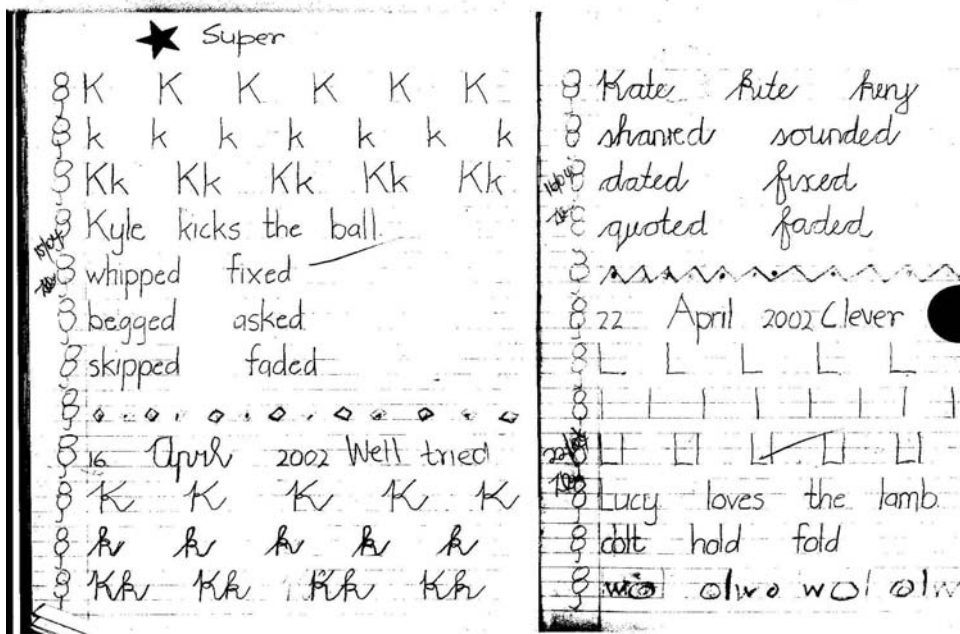 Super
K K K K K K
k k k k k k k
Kk Kk Kk Kk Kk
Kyle kicks the ball.
whipped fixed
begged asked
skipped faded
16 April 2002 Well tried
K K K K K
k k k k k
Kk Kk Kk Kk
Kate kite
sounded
dated fixed
quoted faded
22 April 2002 Clever
L L L L L
l l l l l l l
Ll Ll Ll Ll Ll
Lucy loves the lamb.
colt hold fold